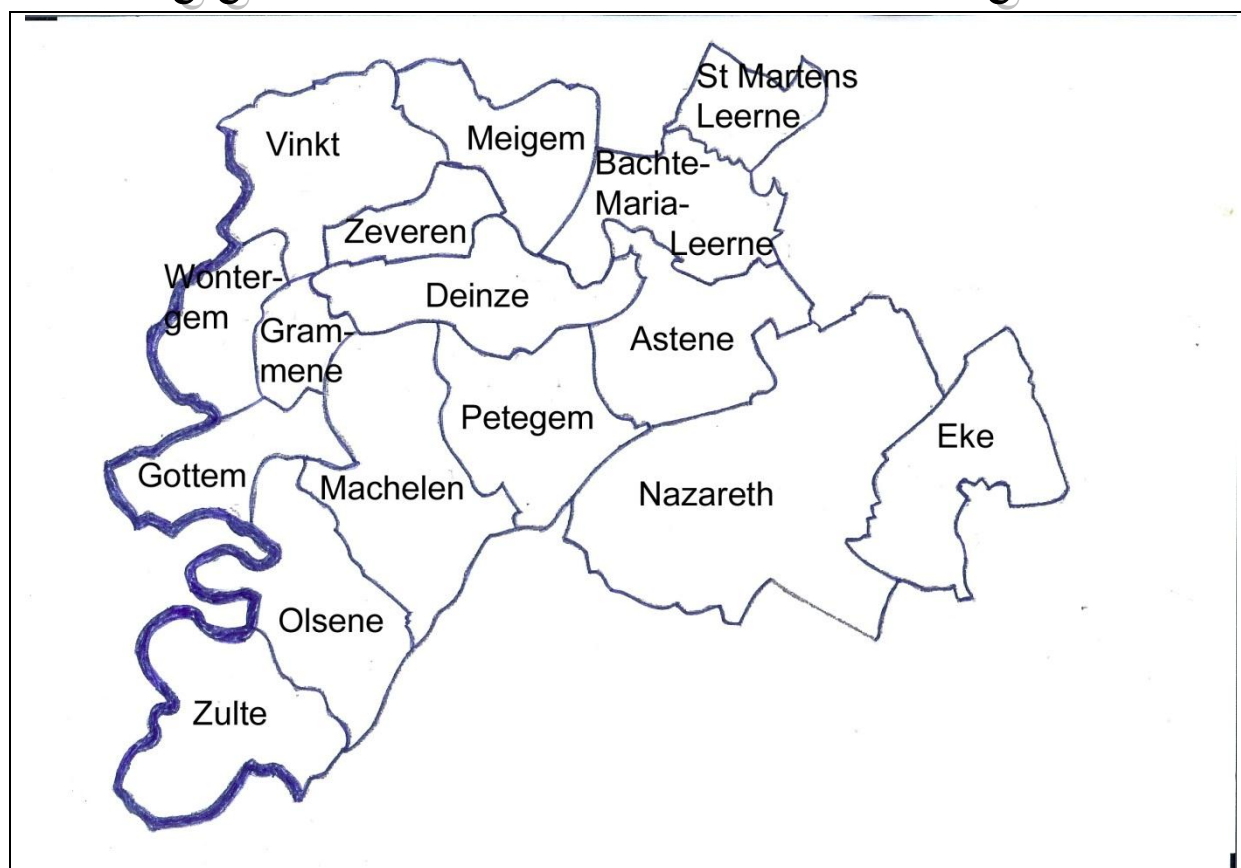 St Martens
Leerne
Vinkt
Meigem
Bachte-
Maria-
Leerne
Zeveren
Wonter-
gem
Deinze
Gram-
mene
Astene
Petegem
Eke
Gottem
Machelen
Nazareth
Olsene
Zulte